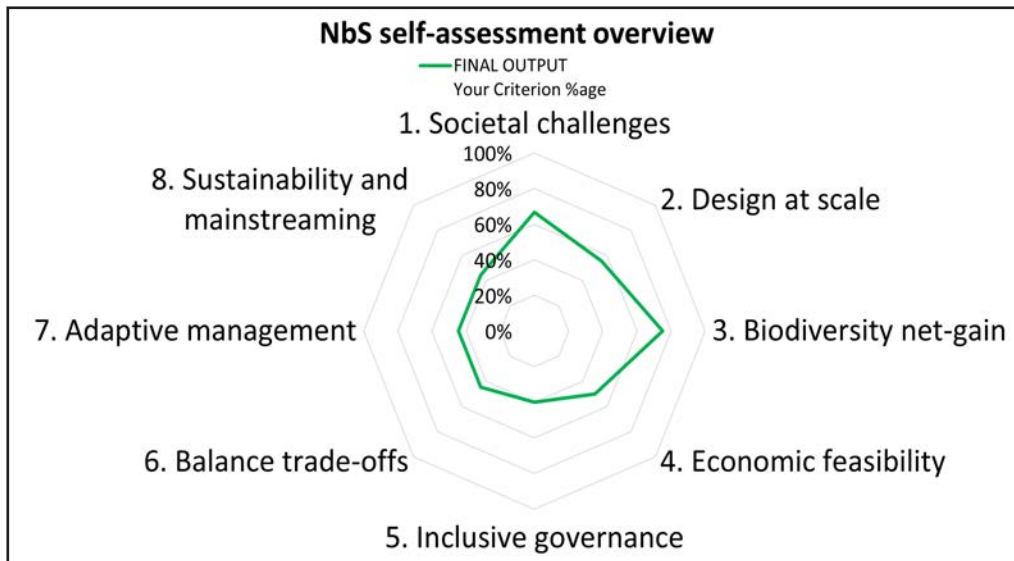 NbS self-assessment overview
FINAL OUTPUT
Your Criterion %age
1. Societal challenges
100%
80%
60%
40%
20%
0%
2. Design at scale
3. Biodiversity net-gain
4. Economic feasibility
5. Inclusive governance
6. Balance trade-offs
7. Adaptive management
8. Sustainability and
mainstreaming